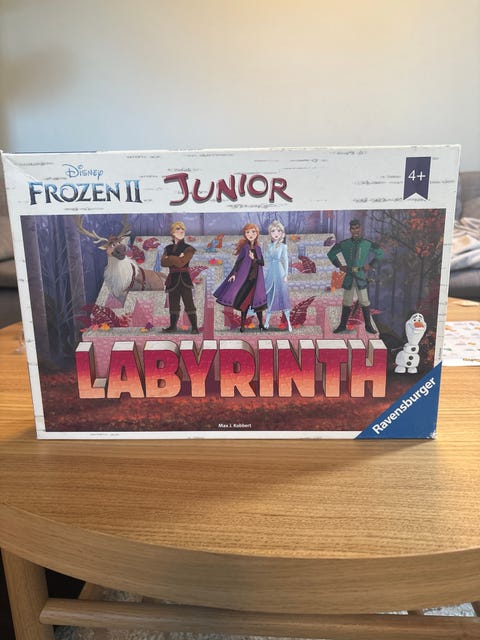 Disney
FROZEN II
JUNIOR
4+
LABYRINTH
Max J. Kobbert
Ravensburger